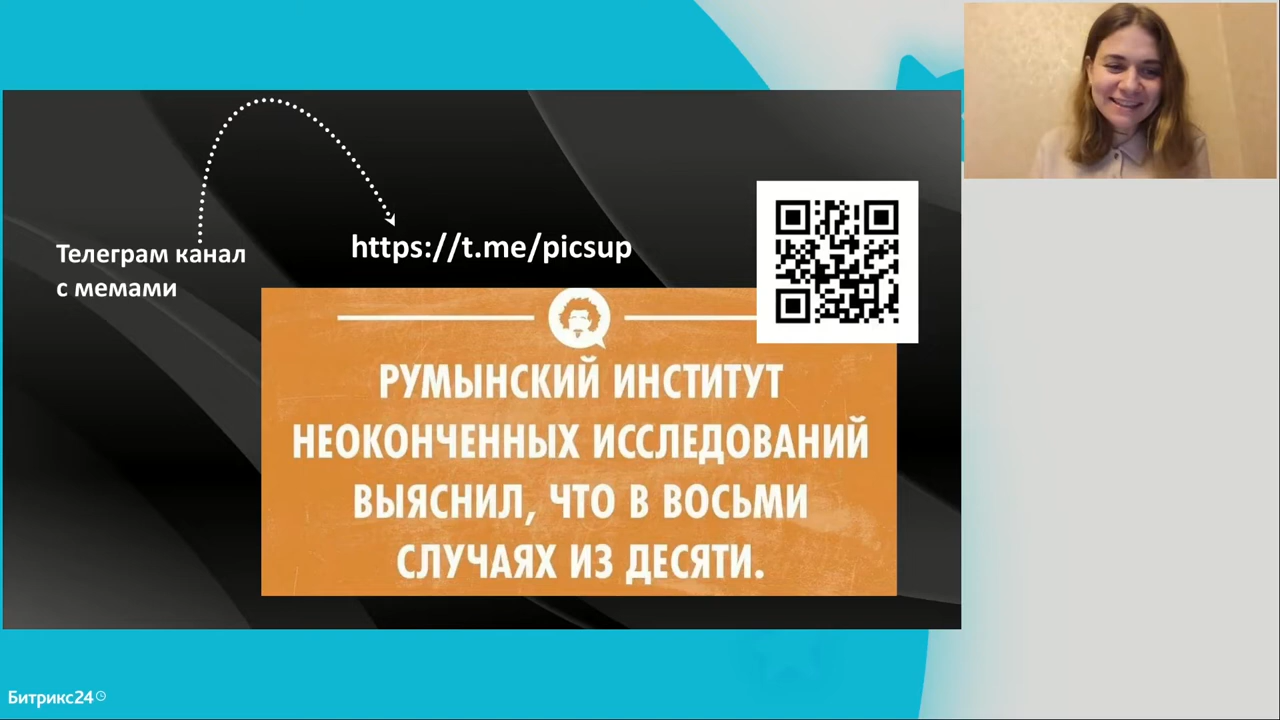 Телеграм канал
с мемами
https://t.me/picsup
РУМЫНСКИЙ ИНСТИТУТ
НЕОКОНЧЕННЫХ ИССЛЕДОВАНИЙ
ВЫЯСНИЛ, ЧТО В ВОСЬМИ
СЛУЧАЯХ ИЗ ДЕСЯТИ.
Битрикс24